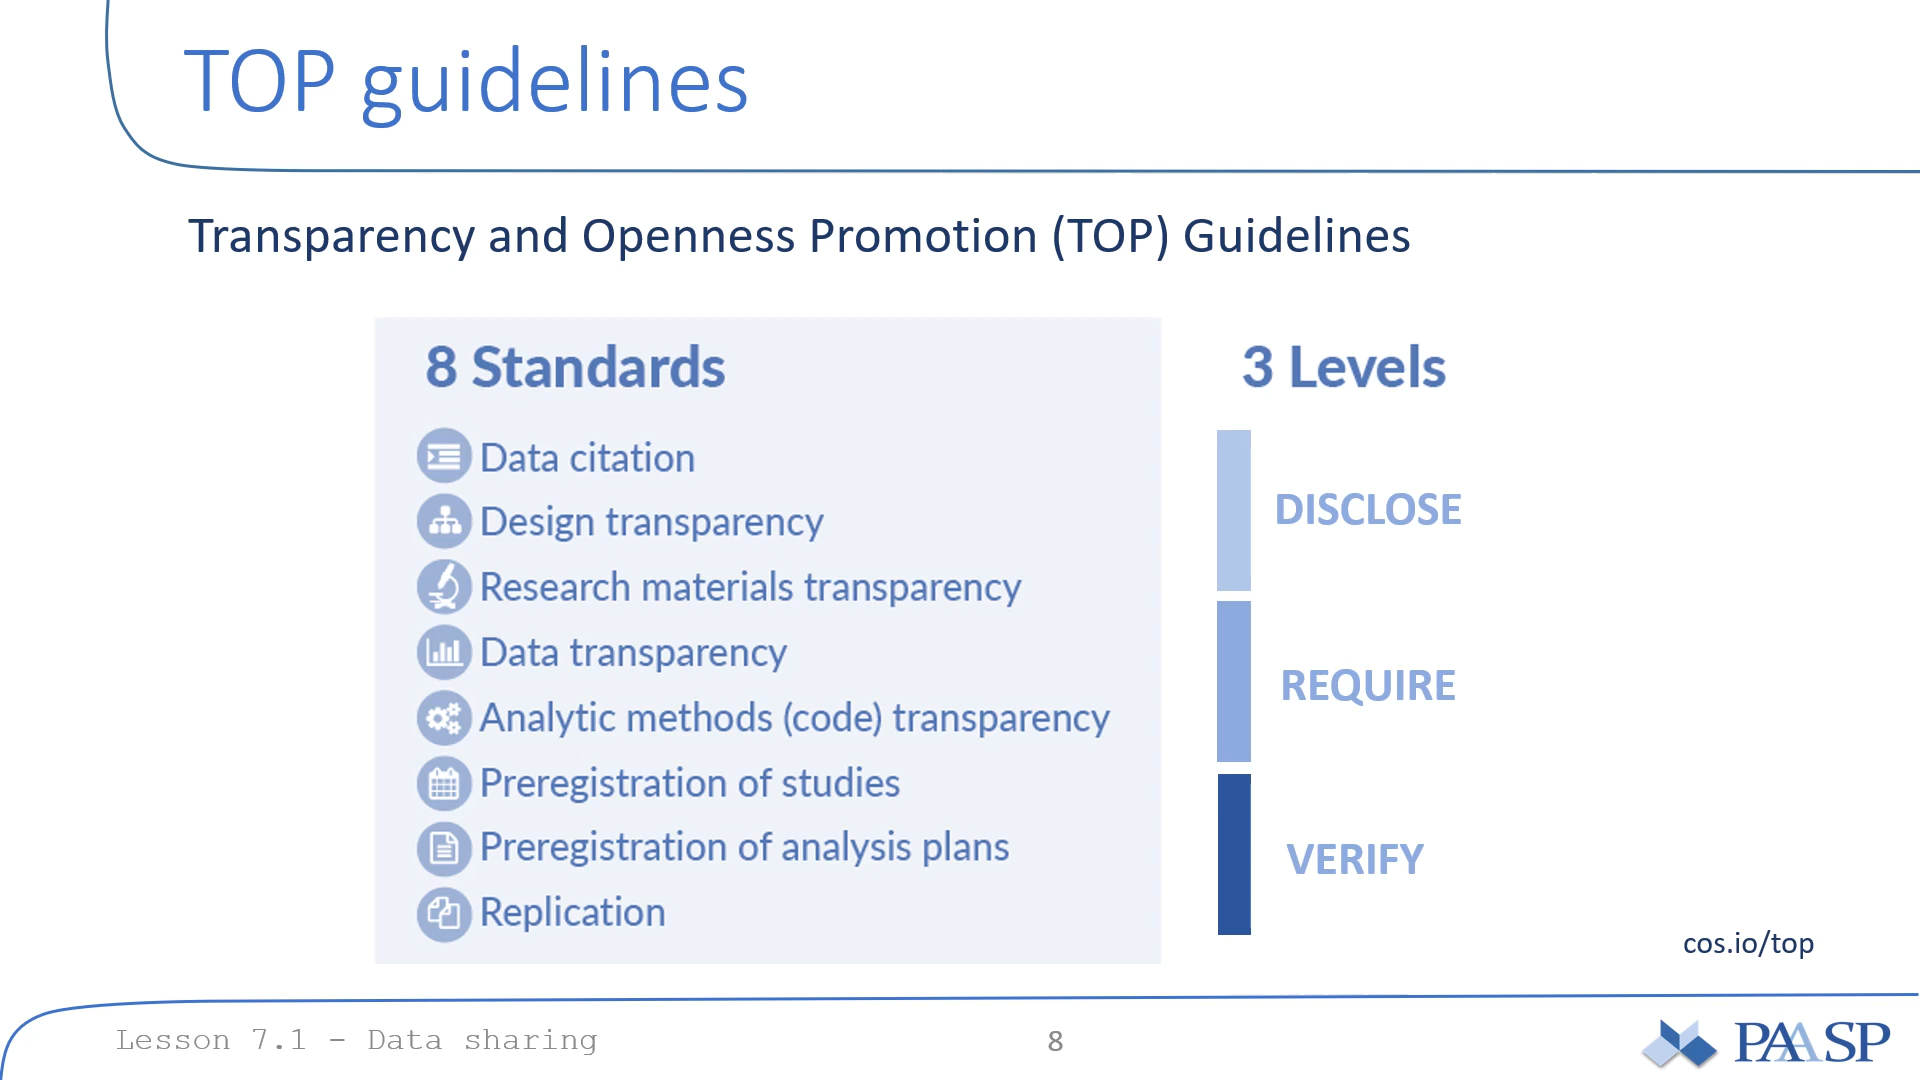 TOP guidelines
Transparency and Openness Promotion (TOP) Guidelines
8 Standards
Data citation
Design transparency
Research materials transparency
Data transparency
Analytic methods (code) transparency
Preregistration of studies
Preregistration of analysis plans
Replication
3 Levels
DISCLOSE
REQUIRE
VERIFY
cos.io/top
Lesson 7.1 - Data sharing
8
PAASP